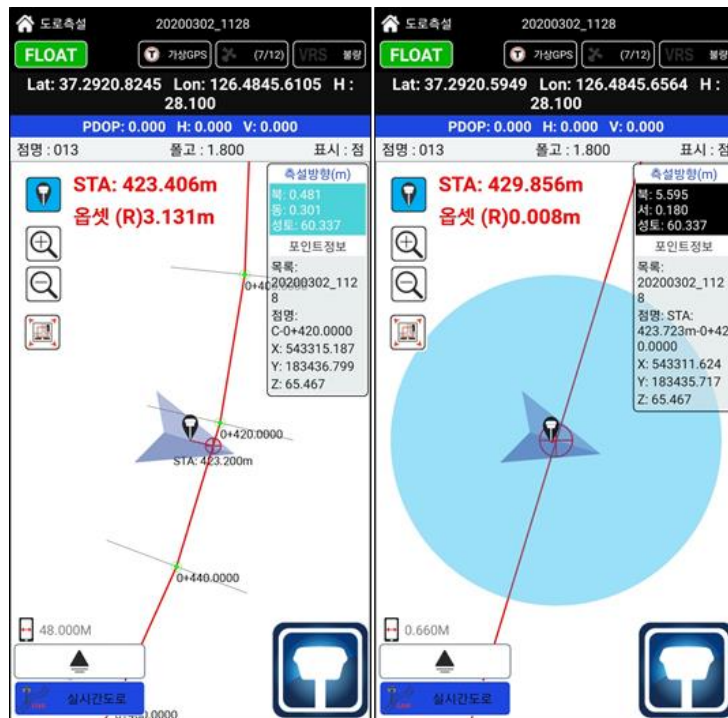 도로측설
20200302_1128
FLOAT
가상GPS
(7/12)
VRS 불량
Lat: 37.2920.8245 Lon: 126.4845.6105 H :
28.100
PDOP: 0.000 H: 0.000 V: 0.000
점명 : 013
폴고 : 1.800
표시 : 점
STA: 423.406m
옵셋 (R)3.131m
측설방향(m)
북: 0.481
동: 0.301
성토: 60.337
포인트정보
목록:
20200302_112
8
점명:
C-0+420.0000
X: 543315.187
Y: 183436.799
Z: 65.467
0+420.0000
STA: 423.200m
0+440.0000
48.000M
실시간도로
도로측설
20200302_1128
FLOAT
가상GPS
(7/12)
VRS 불량
Lat: 37.2920.5949 Lon: 126.4845.6564 H :
28.100
PDOP: 0.000 H: 0.000 V: 0.000
점명 : 013
폴고 : 1.800
표시 : 점
STA: 429.856m
옵셋 (R)0.008m
측설방향(m)
북: 5.595
서: 0.180
성토: 60.337
포인트정보
목록:
20200302_112
8
점명: STA:
423.723m-0+42
0.0000
X: 543311.624
Y: 183435.717
Z: 65.467
0.660M
실시간도로